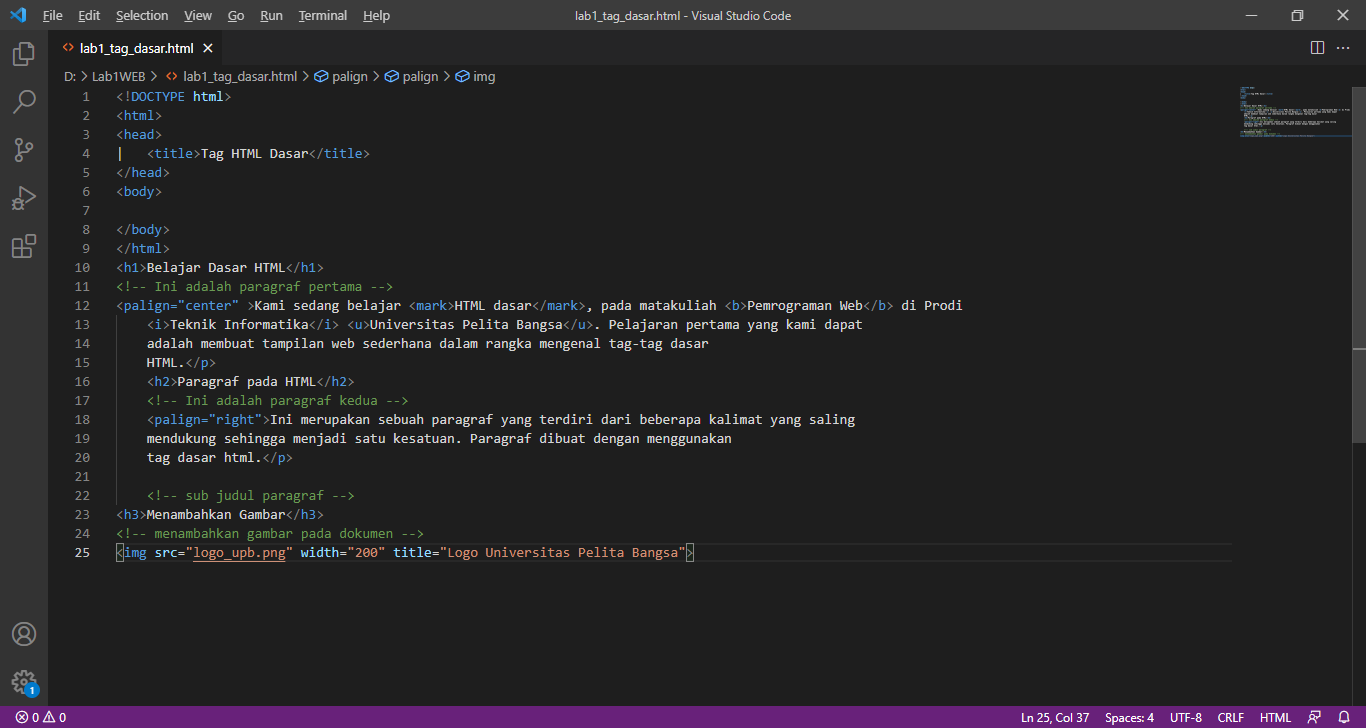 File Edit Selection View Go Run Terminal Help lab1_tag_dasar.html - Visual Studio Code
<> lab1_tag_dasar.html ×
D: > Lab1WEB > <> lab1_tag_dasar.html > palign > palign > img
1 <!DOCTYPE html>
2 <html>
3 <head>
4 <title>Tag HTML Dasar</title>
5 </head>
6 <body>
7
8 </body>
9 </html>
10 <h1>Belajar Dasar HTML</h1>
11 <!-- Ini adalah paragraf pertama -->
12 <palign="center" >Kami sedang belajar <mark>HTML dasar</mark>, pada matakuliah <b>Pemrograman Web</b> di Prodi
13 <i>Teknik Informatika</i> <u>Universitas Pelita Bangsa</u>. Pelajaran pertama yang kami dapat
14 adalah membuat tampilan web sederhana dalam rangka mengenal tag-tag dasar
15 HTML.</p>
16 <h2>Paragraf pada HTML</h2>
17 <!-- Ini adalah paragraf kedua -->
18 <palign="right">Ini merupakan sebuah paragraf yang terdiri dari beberapa kalimat yang saling
19 mendukung sehingga menjadi satu kesatuan. Paragraf dibuat dengan menggunakan
20 tag dasar html.</p>
21
22 <!-- sub judul paragraf -->
23 <h3>Menambahkan Gambar</h3>
24 <!-- menambahkan gambar pada dokumen -->
25 <img src="logo_upb.png" width="200" title="Logo Universitas Pelita Bangsa">
1
0 0 Ln 25, Col 37 Spaces: 4 UTF-8 CRLF HTML